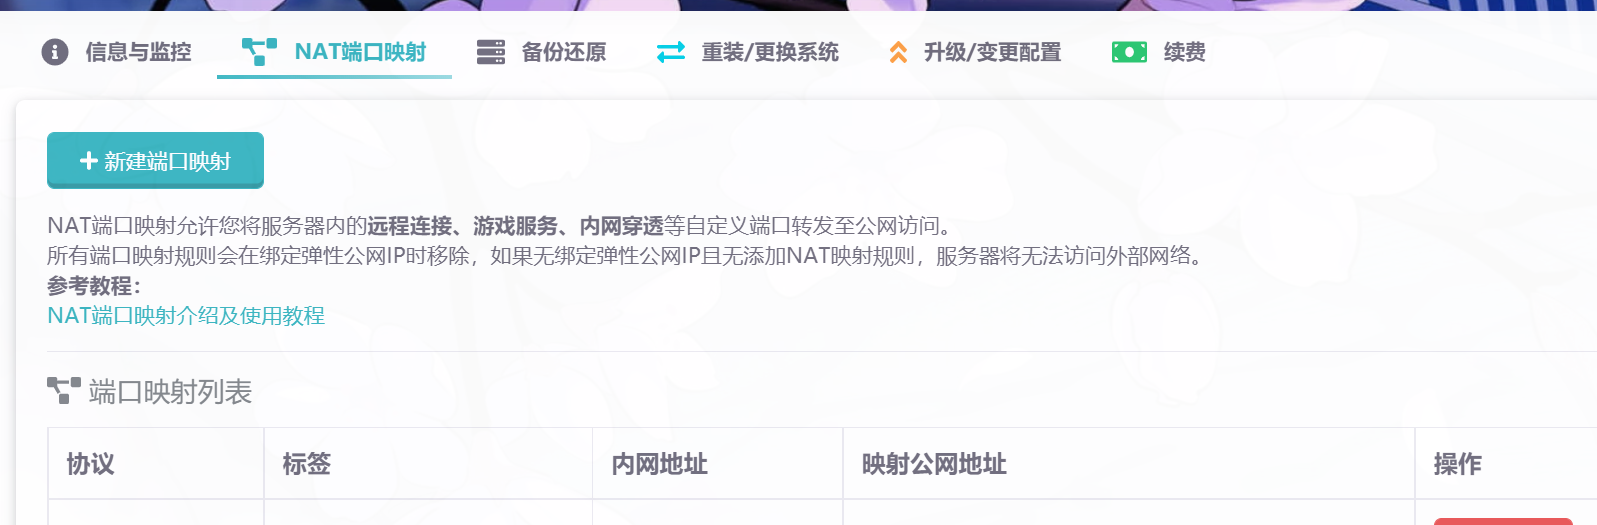 信息与监控 NAT端口映射 备份还原 重装/更换系统 升级/变更配置 续费
新建端口映射
NAT端口映射允许您将服务器内的远程连接、游戏服务、内网穿透等自定义端口转发至公网访问。
所有端口映射规则会在绑定弹性公网IP时移除，如果无绑定弹性公网IP且无添加NAT映射规则，服务器将无法访问外部网络。
参考教程：
NAT端口映射介绍及使用教程
端口映射列表
协议 标签 内网地址 映射公网地址 操作